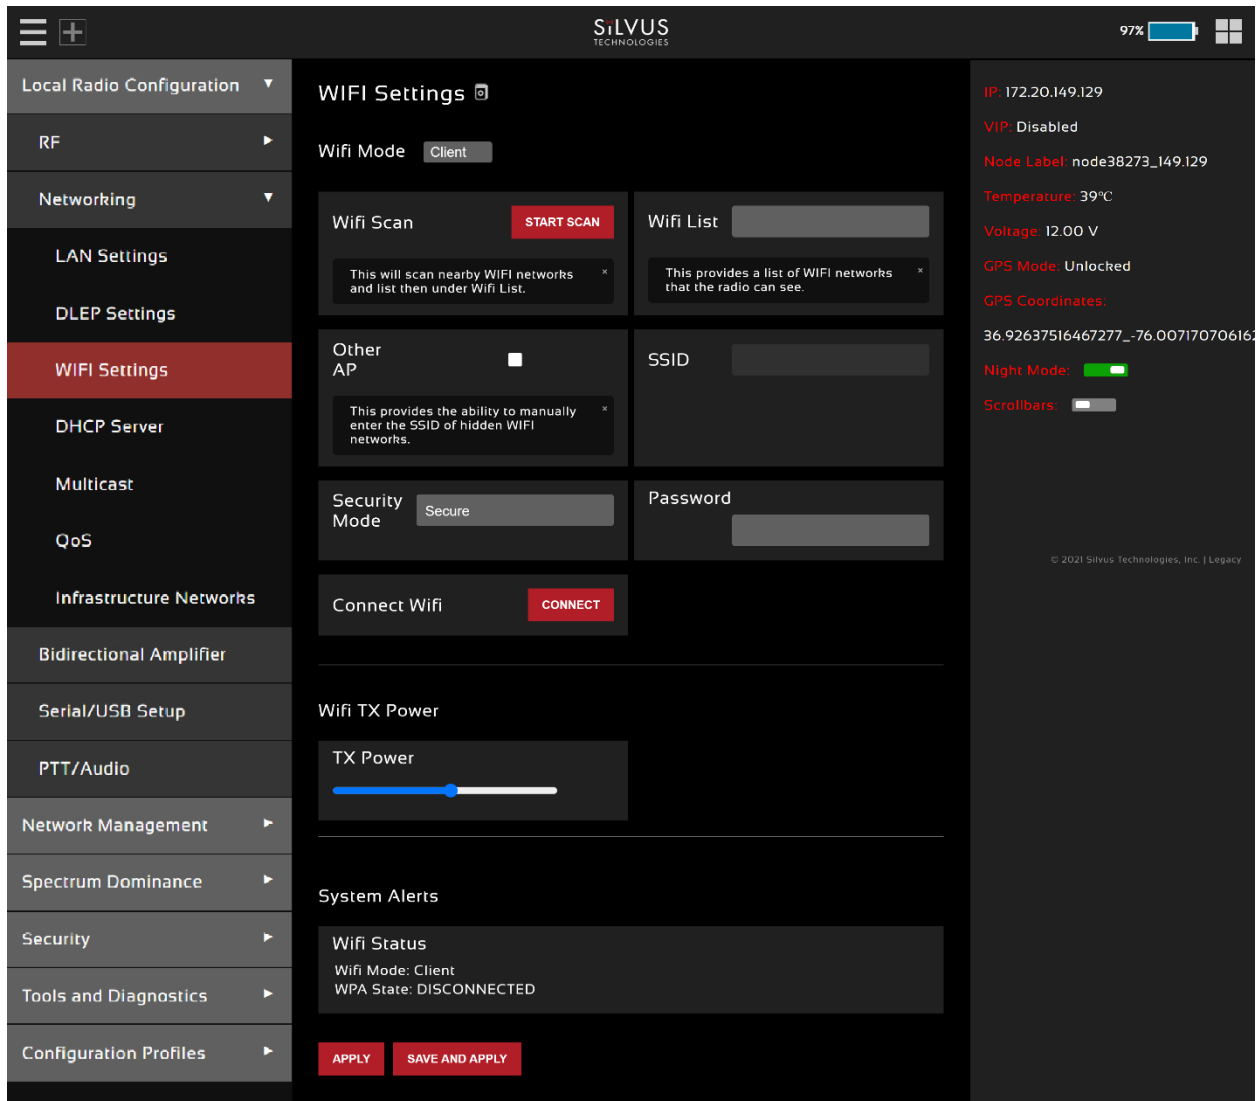 SiLVUS
TECHNOLOGIES
97%
Local Radio Configuration
RF
Networking
LAN Settings
DLEP Settings
WIFI Settings
DHCP Server
Multicast
QoS
Infrastructure Networks
Bidirectional Amplifier
Serial/USB Setup
PTT/Audio
Network Management
Spectrum Dominance
Security
Tools and Diagnostics
Configuration Profiles
WIFI Settings
Wifi Mode Client
Wifi Scan START SCAN
This will scan nearby WIFI networks
and list then under Wifi List.
Wifi List
This provides a list of WIFI networks
that the radio can see.
Other
AP
This provides the ability to manually
enter the SSID of hidden WIFI
networks.
SSID
Security
Mode
Secure
Password
Connect Wifi CONNECT
Wifi TX Power
TX Power
System Alerts
Wifi Status
Wifi Mode: Client
WPA State: DISCONNECTED
APPLY SAVE AND APPLY
IP: 172.20.149.129
VIP: Disabled
Node Label: node38273_149.129
Temperature: 39°C
Voltage: 12.00 V
GPS Mode: Unlocked
GPS Coordinates:
36.92637516467277_-76.007170706162
Night Mode:
Scrollbars:
© 2021 Silvus Technologies, Inc. | Legacy